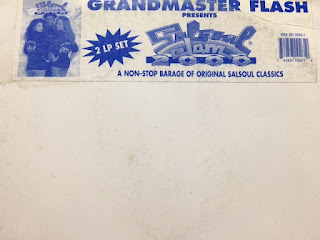 GRANDMASTER FLASH
PRESENTS
2 LP SET
Salsoul
Jam
2000
A NON-STOP BARAGE OF ORIGINAL SALSOUL CLASSICS